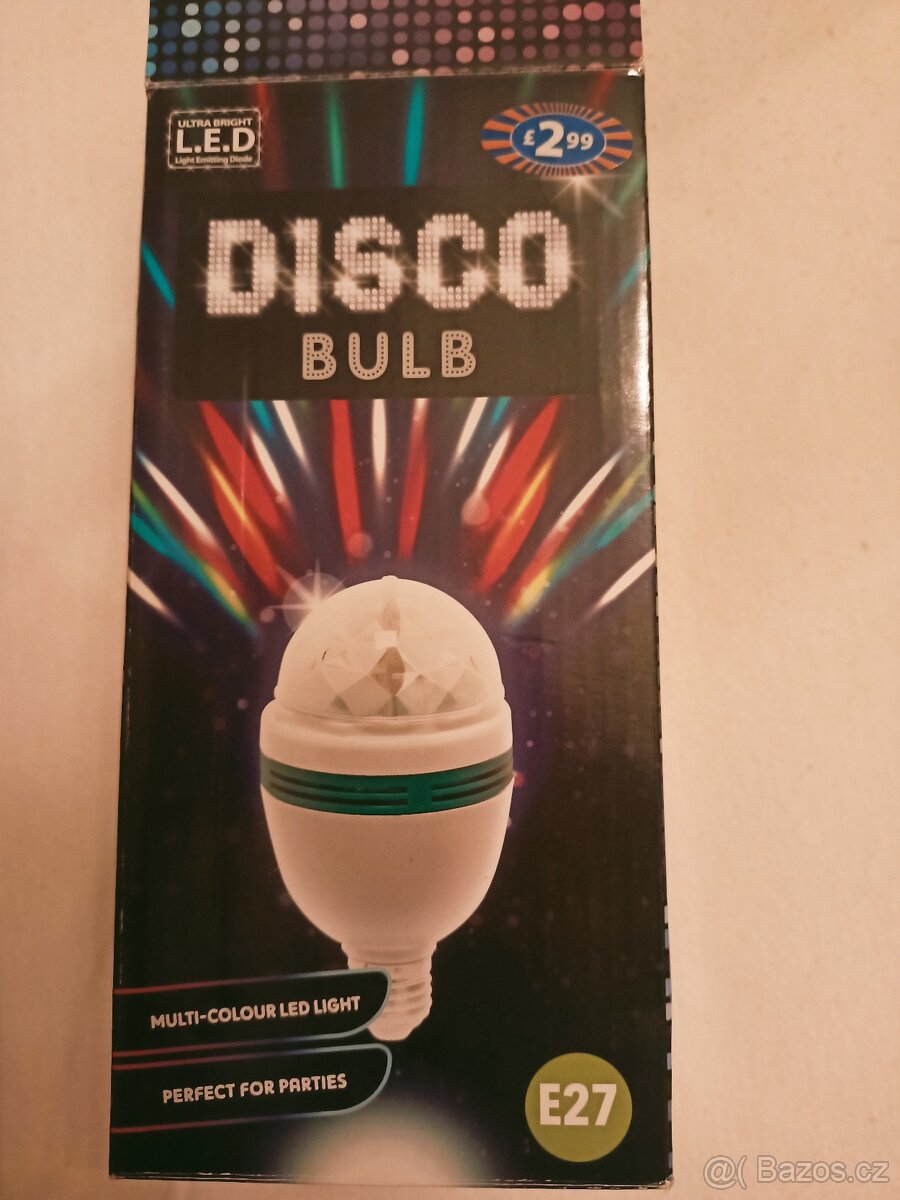 ULTRA BRIGHT
L.E.D
Light Emitting Diode
£2.99
DISCO
BULB
MULTI-COLOUR LED LIGHT
PERFECT FOR PARTIES
E27
@( Bazos.cz